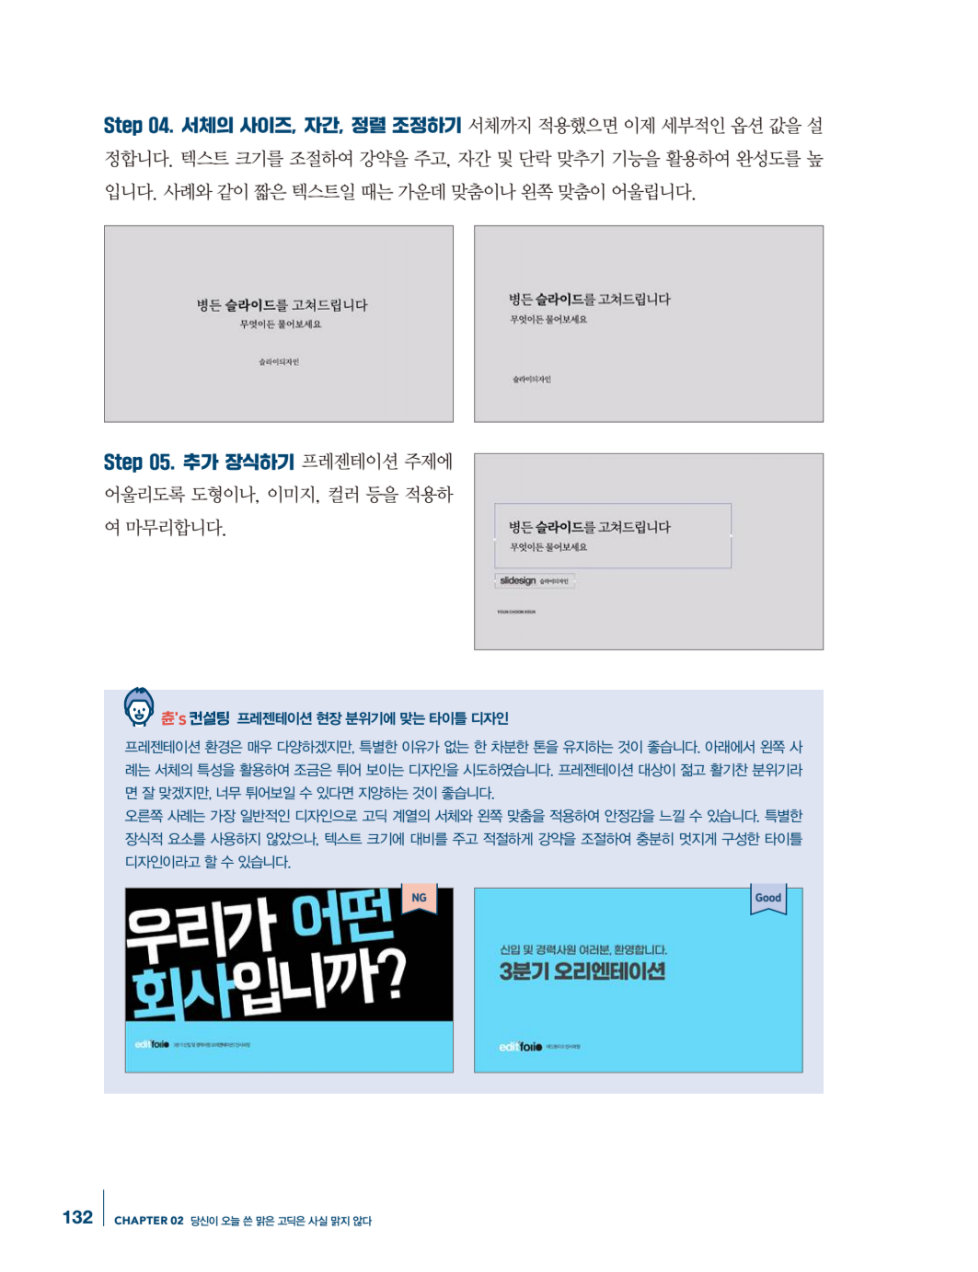 Step 04. 서체의 사이즈, 자간, 정렬 조정하기 서체까지 적용했으면 이제 세부적인 옵션 값을 설
정합니다. 텍스트 크기를 조절하여 강약을 주고, 자간 및 단락 맞추기 기능을 활용하여 완성도를 높
입니다. 사례와 같이 짧은 텍스트일 때는 가운데 맞춤이나 왼쪽 맞춤이 어울립니다.
병든 슬라이드를 고쳐드립니다
무엇이든 물어보세요
슬라이디자인
병든 슬라이드를 고쳐드립니다
무엇이든 물어보세요
슬라이디자인
Step 05. 추가 장식하기 프레젠테이션 주제에
어울리도록 도형이나, 이미지, 컬러 등을 적용하
여 마무리합니다.
병든 슬라이드를 고쳐드립니다
무엇이든 물어보세요
slidesign 슬라이디자인
춘's 컨설팅 프레젠테이션 현장 분위기에 맞는 타이틀 디자인
프레젠테이션 환경은 매우 다양하겠지만, 특별한 이유가 없는 한 차분한 톤을 유지하는 것이 좋습니다. 아래에서 왼쪽 사
례는 서체의 특성을 활용하여 조금은 튀어 보이는 디자인을 시도하였습니다. 프레젠테이션 대상이 젊고 활기찬 분위기라
면 잘 맞겠지만, 너무 튀어보일 수 있다면 지양하는 것이 좋습니다.
오른쪽 사례는 가장 일반적인 디자인으로 고딕 계열의 서체와 왼쪽 맞춤을 적용하여 안정감을 느낄 수 있습니다. 특별한
장식적 요소를 사용하지 않았으나, 텍스트 크기에 대비를 주고 적절하게 강약을 조절하여 충분히 멋지게 구성한 타이틀
디자인이라고 할 수 있습니다.
NG
우리가 어떤
회사입니까?
editfolio
Good
신입 및 경력사원 여러분, 환영합니다.
3분기 오리엔테이션
editfolio
132 CHAPTER 02 당신이 오늘 쓴 맑은 고딕은 사실 맑지 않다